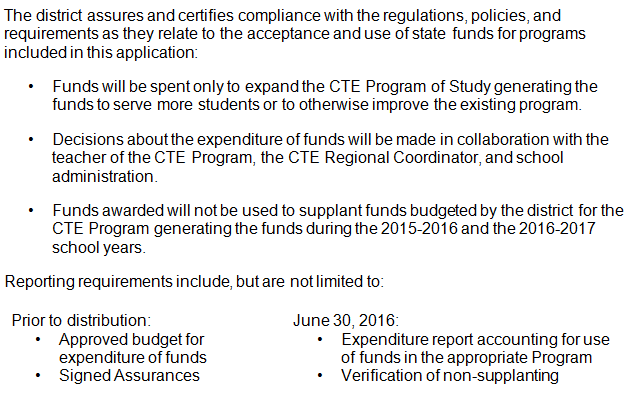 The district assures and certifies compliance with the regulations, policies, and
requirements as they relate to the acceptance and use of state funds for programs
included in this application:
• Funds will be spent only to expand the CTE Program of Study generating the
funds to serve more students or to otherwise improve the existing program.
• Decisions about the expenditure of funds will be made in collaboration with the
teacher of the CTE Program, the CTE Regional Coordinator, and school
administration.
• Funds awarded will not be used to supplant funds budgeted by the district for the
CTE Program generating the funds during the 2015-2016 and the 2016-2017
school years.
Reporting requirements include, but are not limited to:
Prior to distribution:
• Approved budget for
expenditure of funds
• Signed Assurances
June 30, 2016:
• Expenditure report accounting for use
of funds in the appropriate Program
• Verification of non-supplanting